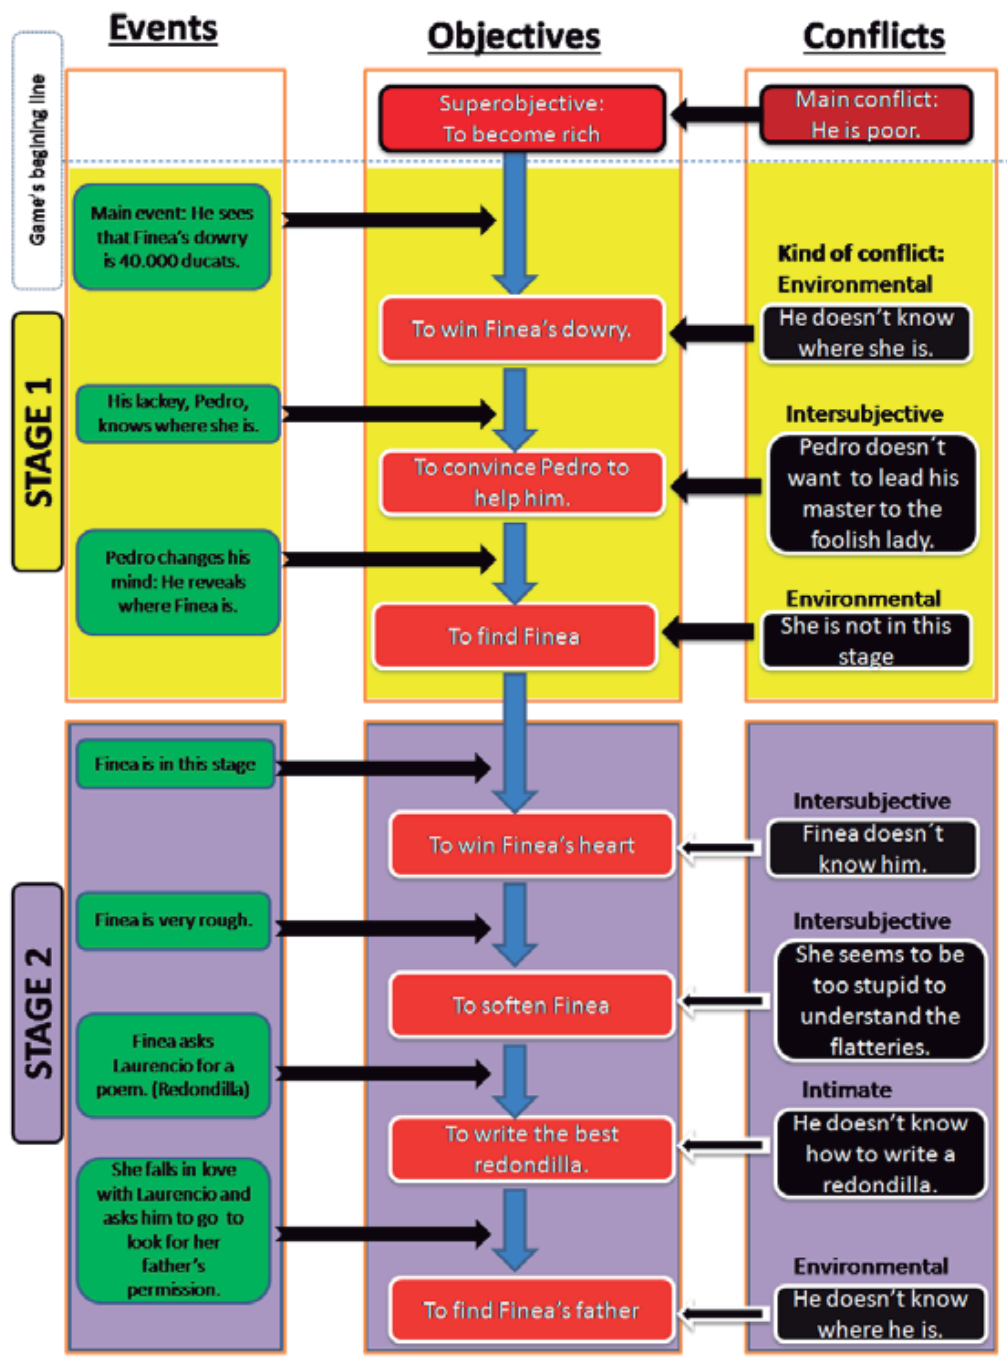 Events
Objectives
Conflicts
Game's begining line
Superobjective:
To become rich
Main conflict:
He is poor.
Main event: He sees
that Finea's dowry
is 40.000 ducats.
Kind of conflict:
Environmental
To win Finea's dowry.
He doesn't know
where she is.
STAGE 1
His lackey, Pedro,
knows where she is.
Intersubjective
To convince Pedro to
help him.
Pedro doesn´t
want to lead his
master to the
foolish lady.
Pedro changes his
mind: He reveals
where Finea is.
Environmental
To find Finea
She is not in this
stage
Finea is in this stage
Intersubjective
To win Finea's heart
Finea doesn´t
know him.
STAGE 2
Finea is very rough.
Intersubjective
To soften Finea
She seems to be
too stupid to
understand the
flatteries.
Finea asks
Laurencio for a
poem. (Redondilla)
Intimate
To write the best
redondilla.
He doesn't know
how to write a
redondilla.
She falls in love
with Laurencio and
asks him to go to
look for her
father's
permission.
Environmental
To find Finea's father
He doesn't know
where he is.